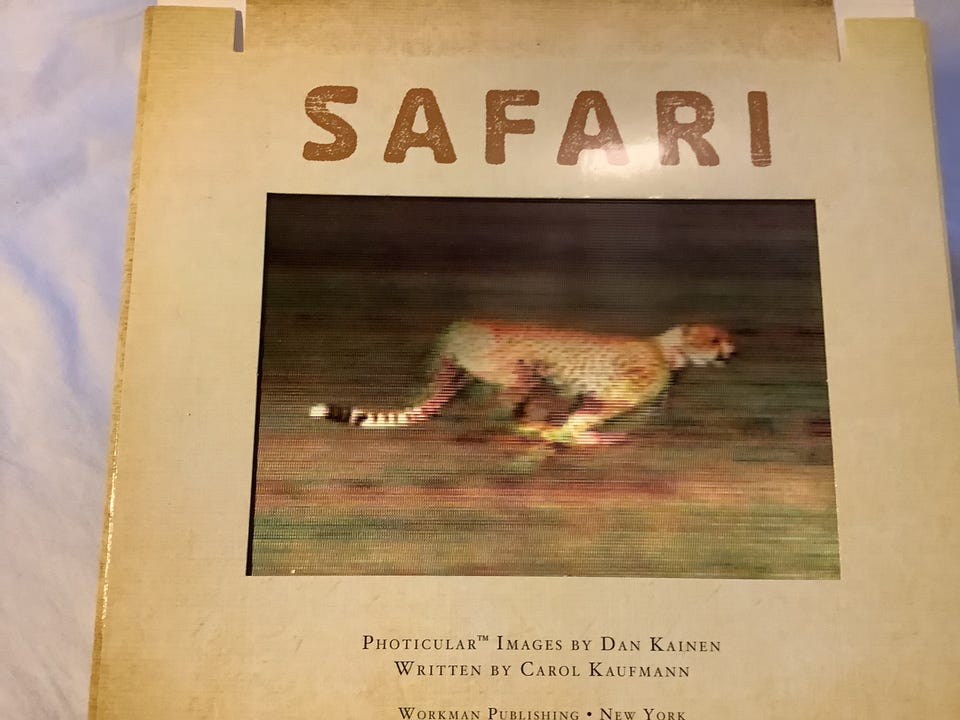 SAFARI
PHOTICULAR™ IMAGES BY DAN KAINEN
WRITTEN BY CAROL KAUFMANN
WORKMAN PUBLISHING • NEW YORK